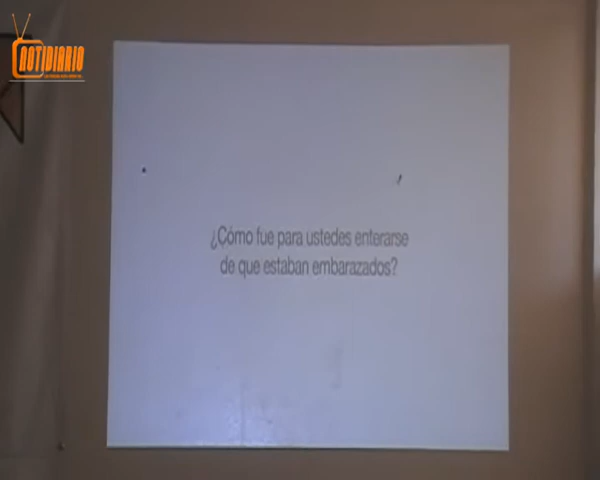 NOTIDIARIO
¿Cómo fue para ustedes enterarse
de que estaban embarazados?